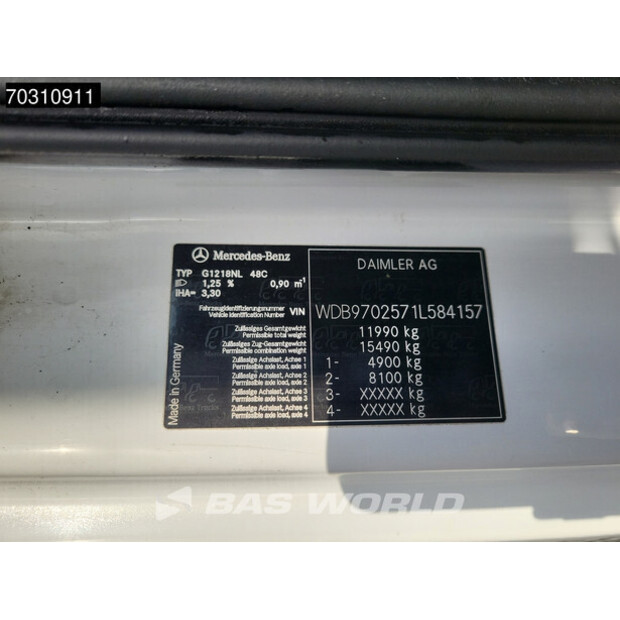 70310911
Mercedes-Benz
TYP G1218NL 48C
1,25 % 0,90 m
IHA= 3,30
DAIMLER AG
Fahrzeugidentifizierungsnummer
Vehicle Identification Number VIN WDB9702571L584157
Zulässiges Gesamtgewicht
Permissible total weight 11990 kg
Zulässiges Zug-Gesamtgewicht
Permissible combination weight 15490 kg
Zulässige Achslast, Achse 1
Permissible axle load, axle 1 1- 4900 kg
Zulässige Achslast, Achse 2
Permissible axle load, axle 2 2- 8100 kg
Zulässige Achslast, Achse 3
Permissible axle load, axle 3 3- XXXXX kg
Zulässige Achslast, Achse 4
Permissible axle load, axle 4 4- XXXXX kg
Made in Germany
BAS WORLD